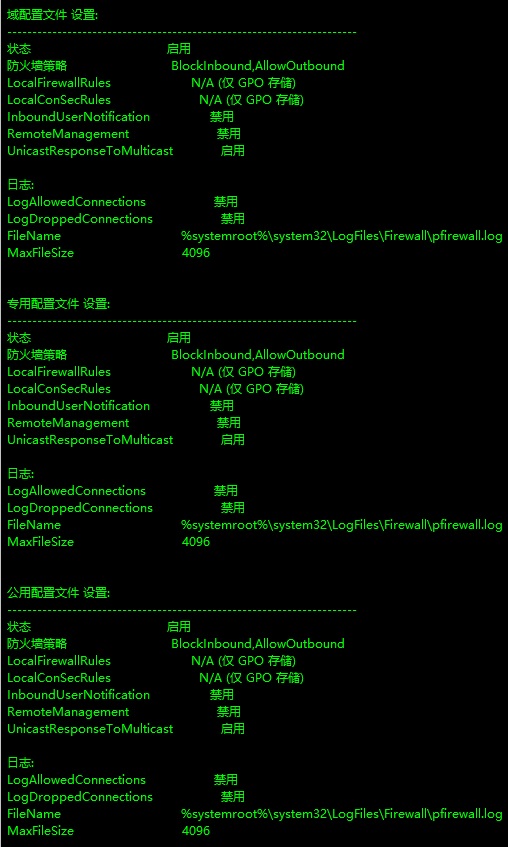 域配置文件 设置:
----------------------------------------------------------------------
状态 启用
防火墙策略 BlockInbound,AllowOutbound
LocalFirewallRules N/A (仅 GPO 存储)
LocalConSecRules N/A (仅 GPO 存储)
InboundUserNotification 禁用
RemoteManagement 禁用
UnicastResponseToMulticast 启用
日志:
LogAllowedConnections 禁用
LogDroppedConnections 禁用
FileName %systemroot%\system32\LogFiles\Firewall\pfirewall.log
MaxFileSize 4096
专用配置文件 设置:
----------------------------------------------------------------------
状态 启用
防火墙策略 BlockInbound,AllowOutbound
LocalFirewallRules N/A (仅 GPO 存储)
LocalConSecRules N/A (仅 GPO 存储)
InboundUserNotification 禁用
RemoteManagement 禁用
UnicastResponseToMulticast 启用
日志:
LogAllowedConnections 禁用
LogDroppedConnections 禁用
FileName %systemroot%\system32\LogFiles\Firewall\pfirewall.log
MaxFileSize 4096
公用配置文件 设置:
----------------------------------------------------------------------
状态 启用
防火墙策略 BlockInbound,AllowOutbound
LocalFirewallRules N/A (仅 GPO 存储)
LocalConSecRules N/A (仅 GPO 存储)
InboundUserNotification 禁用
RemoteManagement 禁用
UnicastResponseToMulticast 启用
日志:
LogAllowedConnections 禁用
LogDroppedConnections 禁用
FileName %systemroot%\system32\LogFiles\Firewall\pfirewall.log
MaxFileSize 4096